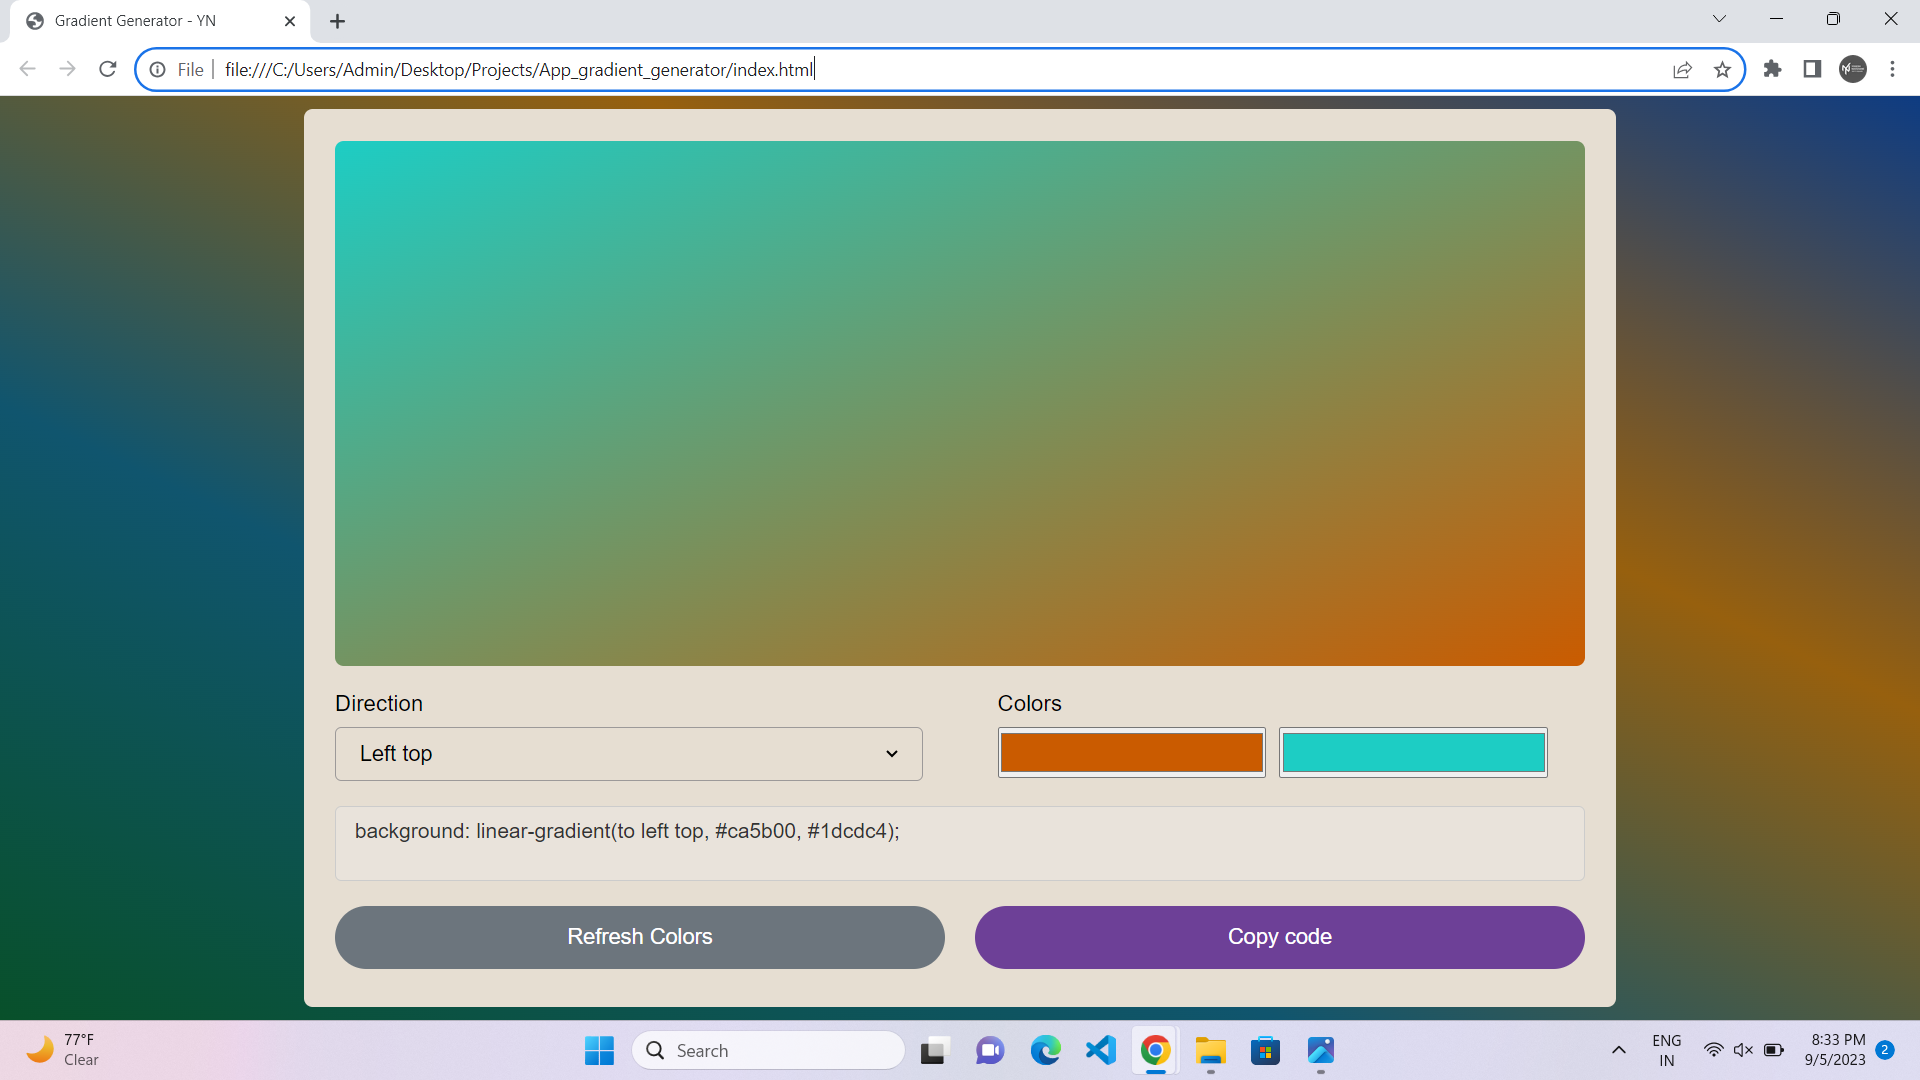 Gradient Generator - YN
File
file:///C:/Users/Admin/Desktop/Projects/App_gradient_generator/index.html
Direction
Colors
Left top
background: linear-gradient(to left top, #ca5b00, #1dcdc4);
Refresh Colors
Copy code
77°F
Clear
Search
ENG
IN
8:33 PM
9/5/2023
2